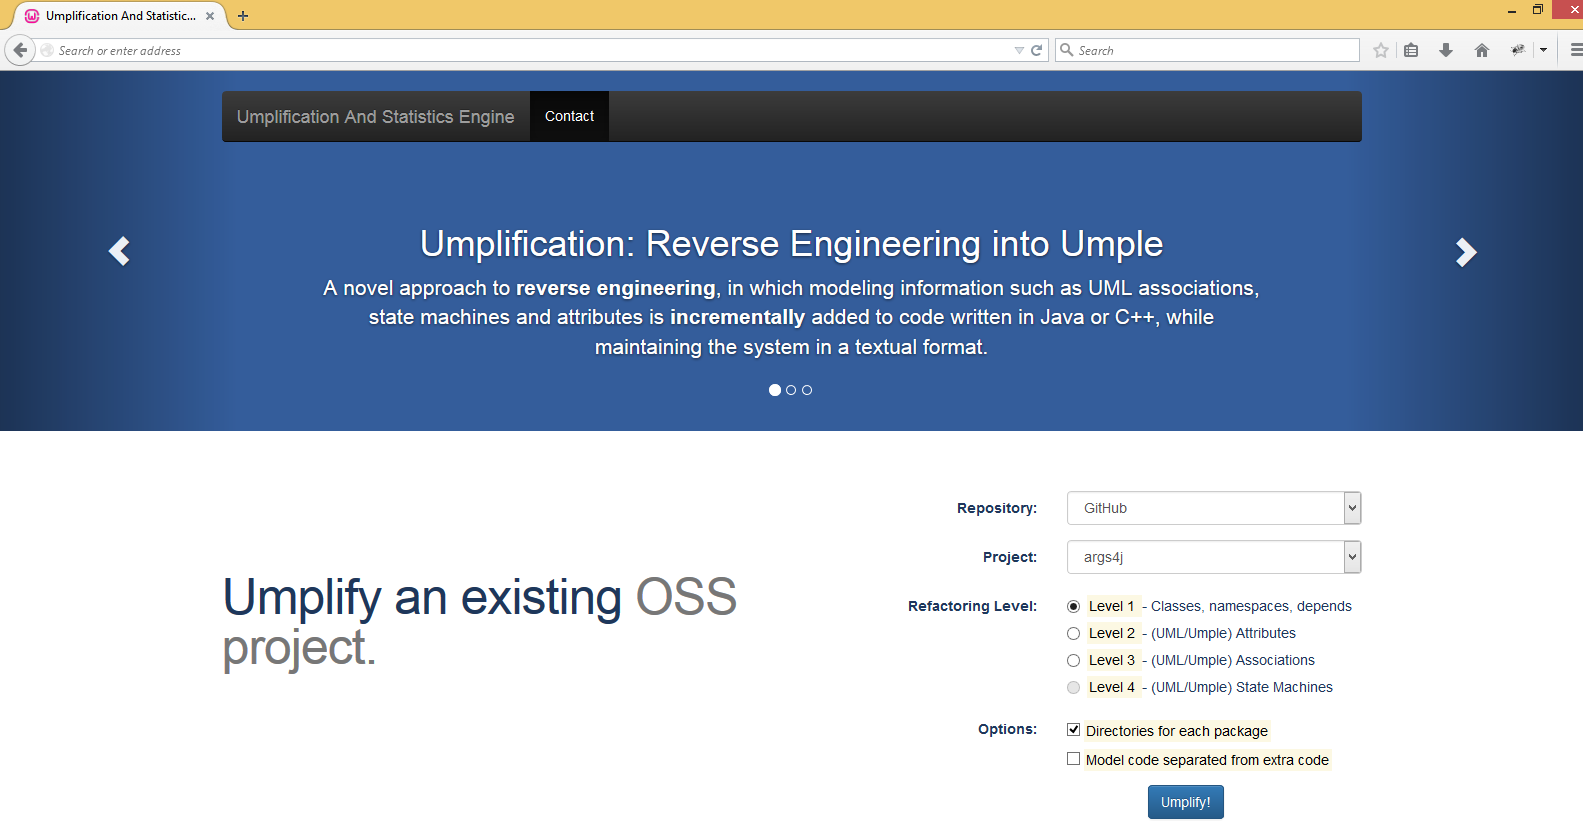 Umplification And Statistic...
Search or enter address
Search
Umplification And Statistics Engine
Contact
Umplification: Reverse Engineering into Umple
A novel approach to reverse engineering, in which modeling information such as UML associations,
state machines and attributes is incrementally added to code written in Java or C++, while
maintaining the system in a textual format.
Umplify an existing OSS
project.
Repository:
GitHub
Project:
args4j
Refactoring Level:
Level 1 - Classes, namespaces, depends
Level 2 - (UML/Umple) Attributes
Level 3 - (UML/Umple) Associations
Level 4 - (UML/Umple) State Machines
Options:
Directories for each package
Model code separated from extra code
Umplify!